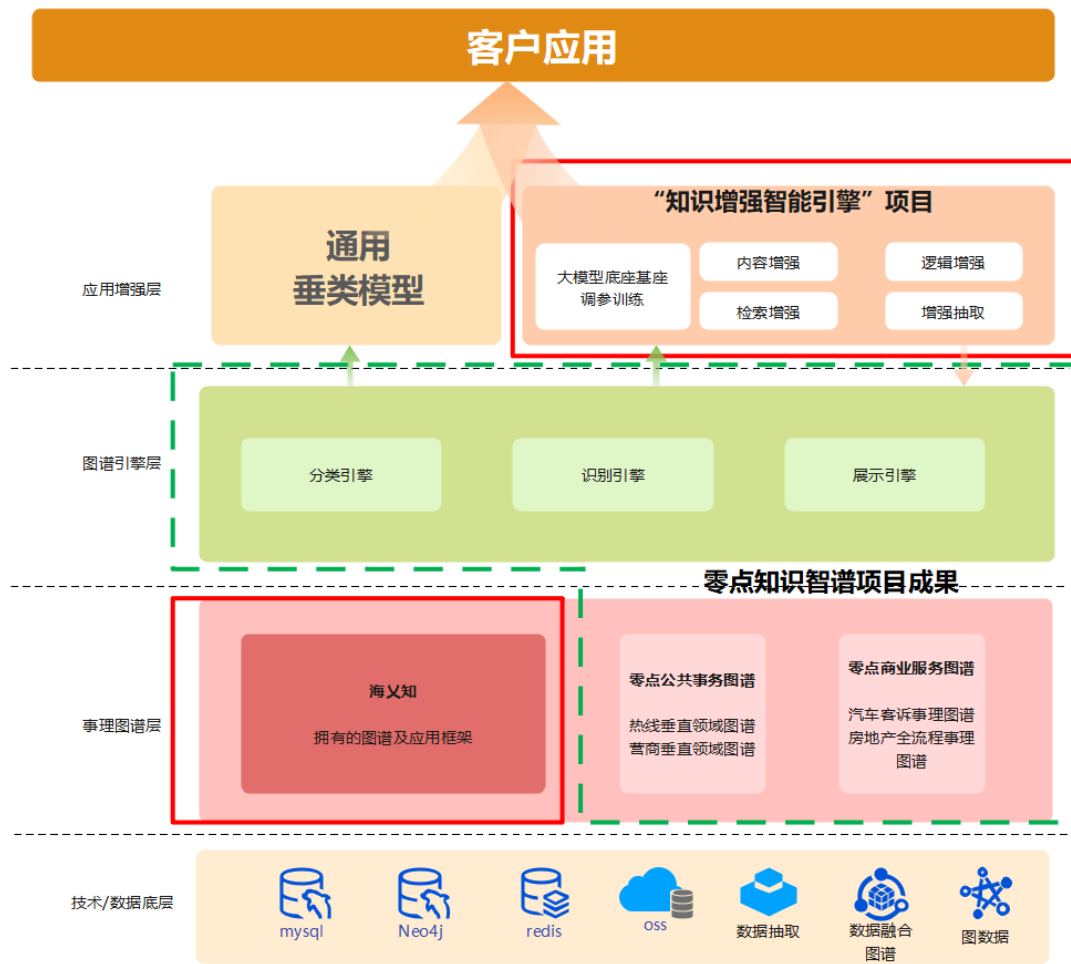 客户应用
“知识增强智能引擎”项目
通用
垂类模型
大模型底座基座
调参训练
内容增强
逻辑增强
检索增强
增强抽取
应用增强层
图谱引擎层
分类引擎
识别引擎
展示引擎
零点知识智谱项目成果
事理图谱层
海乂知
拥有的图谱及应用框架
零点公共事务图谱
热线垂直领域图谱
营商垂直领域图谱
零点商业服务图谱
汽车客诉事理图谱
房地产全流程事理
图谱
技术/数据底层
mysql
Neo4j
redis
oss
数据抽取
数据融合
图谱
图数据